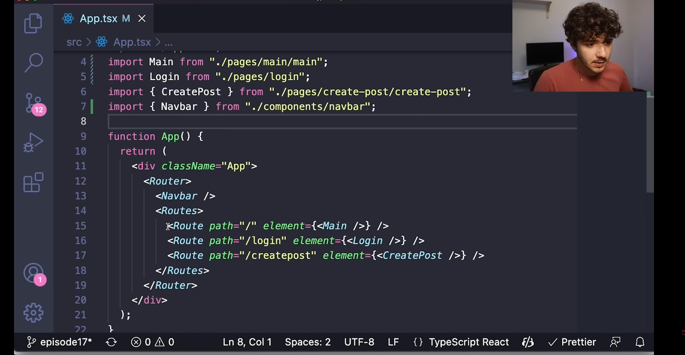 App.tsx M
src > App.tsx > ...
4 import Main from "./pages/main/main";
5 import Login from "./pages/login";
6 import { CreatePost } from "./pages/create-post/create-post";
7 import { Navbar } from "./components/navbar";
8
9 function App() {
10 return (
11 <div className="App">
12 <Router>
13 <Navbar />
14 <Routes>
15 <Route path="/" element={<Main />} />
16 <Route path="/login" element={<Login />} />
17 <Route path="/createpost" element={<CreatePost />} />
18 </Routes>
19 </Router>
20 </div>
21 );
22 }
12
1
episode17* 0 0 Ln 8, Col 1 Spaces: 2 UTF-8 LF {} TypeScript React Prettier